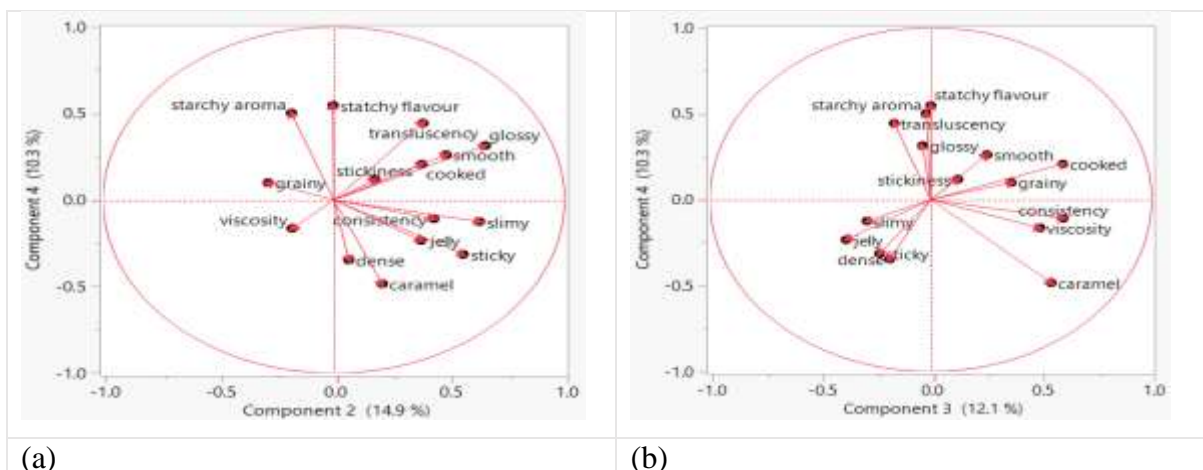 1.0
0.5
0.0
-0.5
-1.0
Component 4 (10.3 %)
starchy aroma
statchy flavour
transluscency
glossy
smooth
stickiness
cooked
grainy
viscosity
consistency
slimy
jelly
sticky
dense
caramel
-1.0 -0.5 0.0 0.5 1.0
Component 2 (14.9 %)
(a)
1.0
0.5
0.0
-0.5
-1.0
Component 4 (10.3 %)
statchy flavour
starchy aroma
transluscency
glossy
smooth
cooked
stickiness
grainy
consistency
slimy
viscosity
jelly
dense
caramel
-1.0 -0.5 0.0 0.5 1.0
Component 3 (12.1 %)
(b)